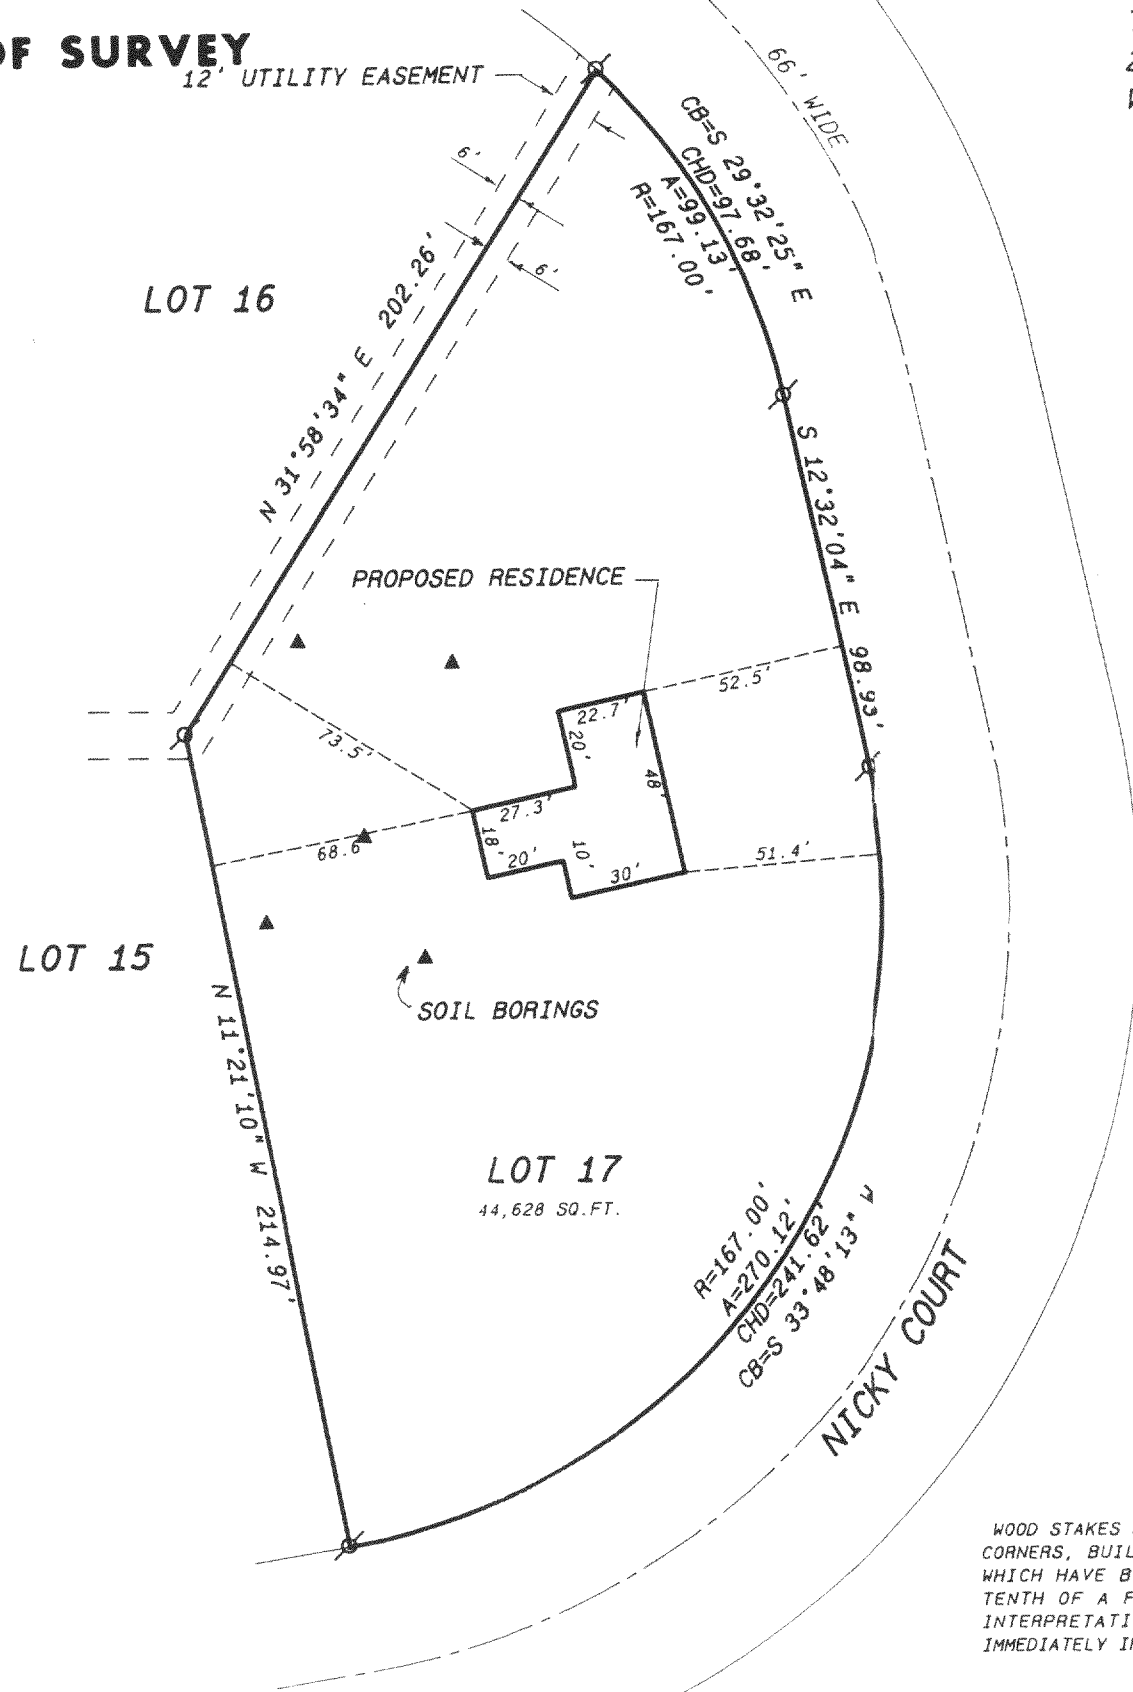 OF SURVEY
12' UTILITY EASEMENT
66' WIDE
6'
6'
CB=S 29°32'25" E
CHD=97.68'
A=99.13'
R=167.00'
LOT 16
N 31°58'34" E 202.26'
S 12°32'04" E 98.93'
PROPOSED RESIDENCE
52.5'
22.7'
20'
73.5'
48'
27.3'
18'
20'
10'
30'
68.6'
51.4'
LOT 15
SOIL BORINGS
N 11°21'10" W 214.97'
LOT 17
44,628 SQ.FT.
R=167.00'
A=270.12'
CHD=241.62'
CB=S 33°48'13" W
NICKY COURT
WOOD STAKES
CORNERS, BUIL
WHICH HAVE B
TENTH OF A F
INTERPRETATI
IMMEDIATELY I